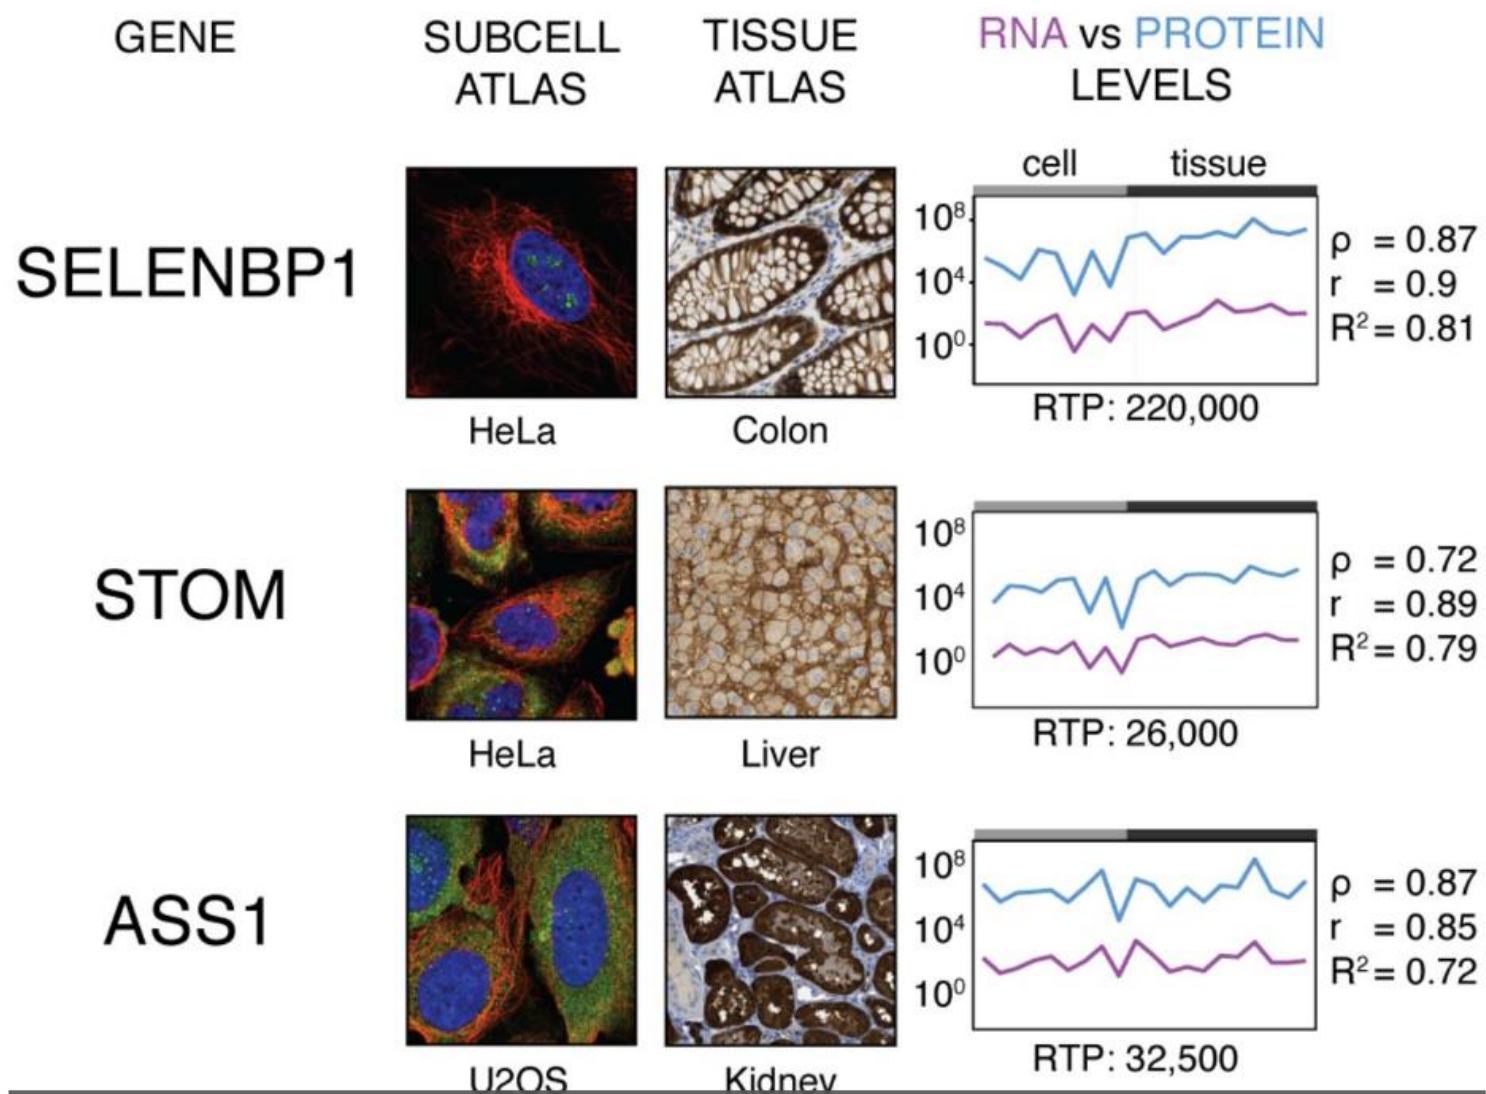 GENE
SUBCELL
ATLAS
TISSUE
ATLAS
RNA vs PROTEIN
LEVELS
cell
tissue
SELENBP1
HeLa
Colon
10⁸
10⁴
10⁰
ρ = 0.87
r = 0.9
R² = 0.81
RTP: 220,000
STOM
HeLa
Liver
10⁸
10⁴
10⁰
ρ = 0.72
r = 0.89
R² = 0.79
RTP: 26,000
ASS1
U2OS
Kidney
10⁸
10⁴
10⁰
ρ = 0.87
r = 0.85
R² = 0.72
RTP: 32,500